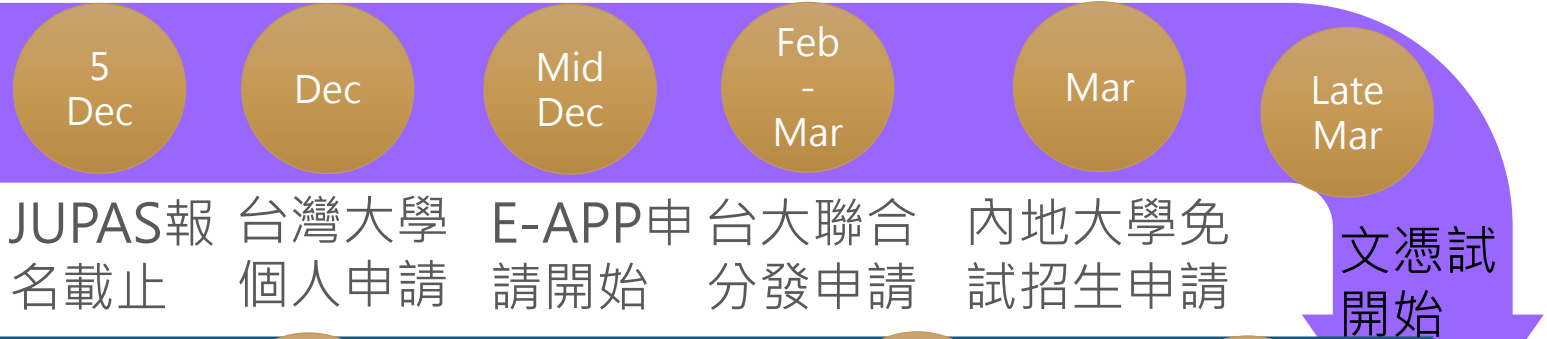 5
Dec
Dec
Mid
Dec
Feb
-
Mar
Mar
Late
Mar
JUPAS報
名載止
台灣大學
個人申請
E-APP申
請開始
台大聯合
分發申請
內地大學免
試招生申請
文憑試
開始